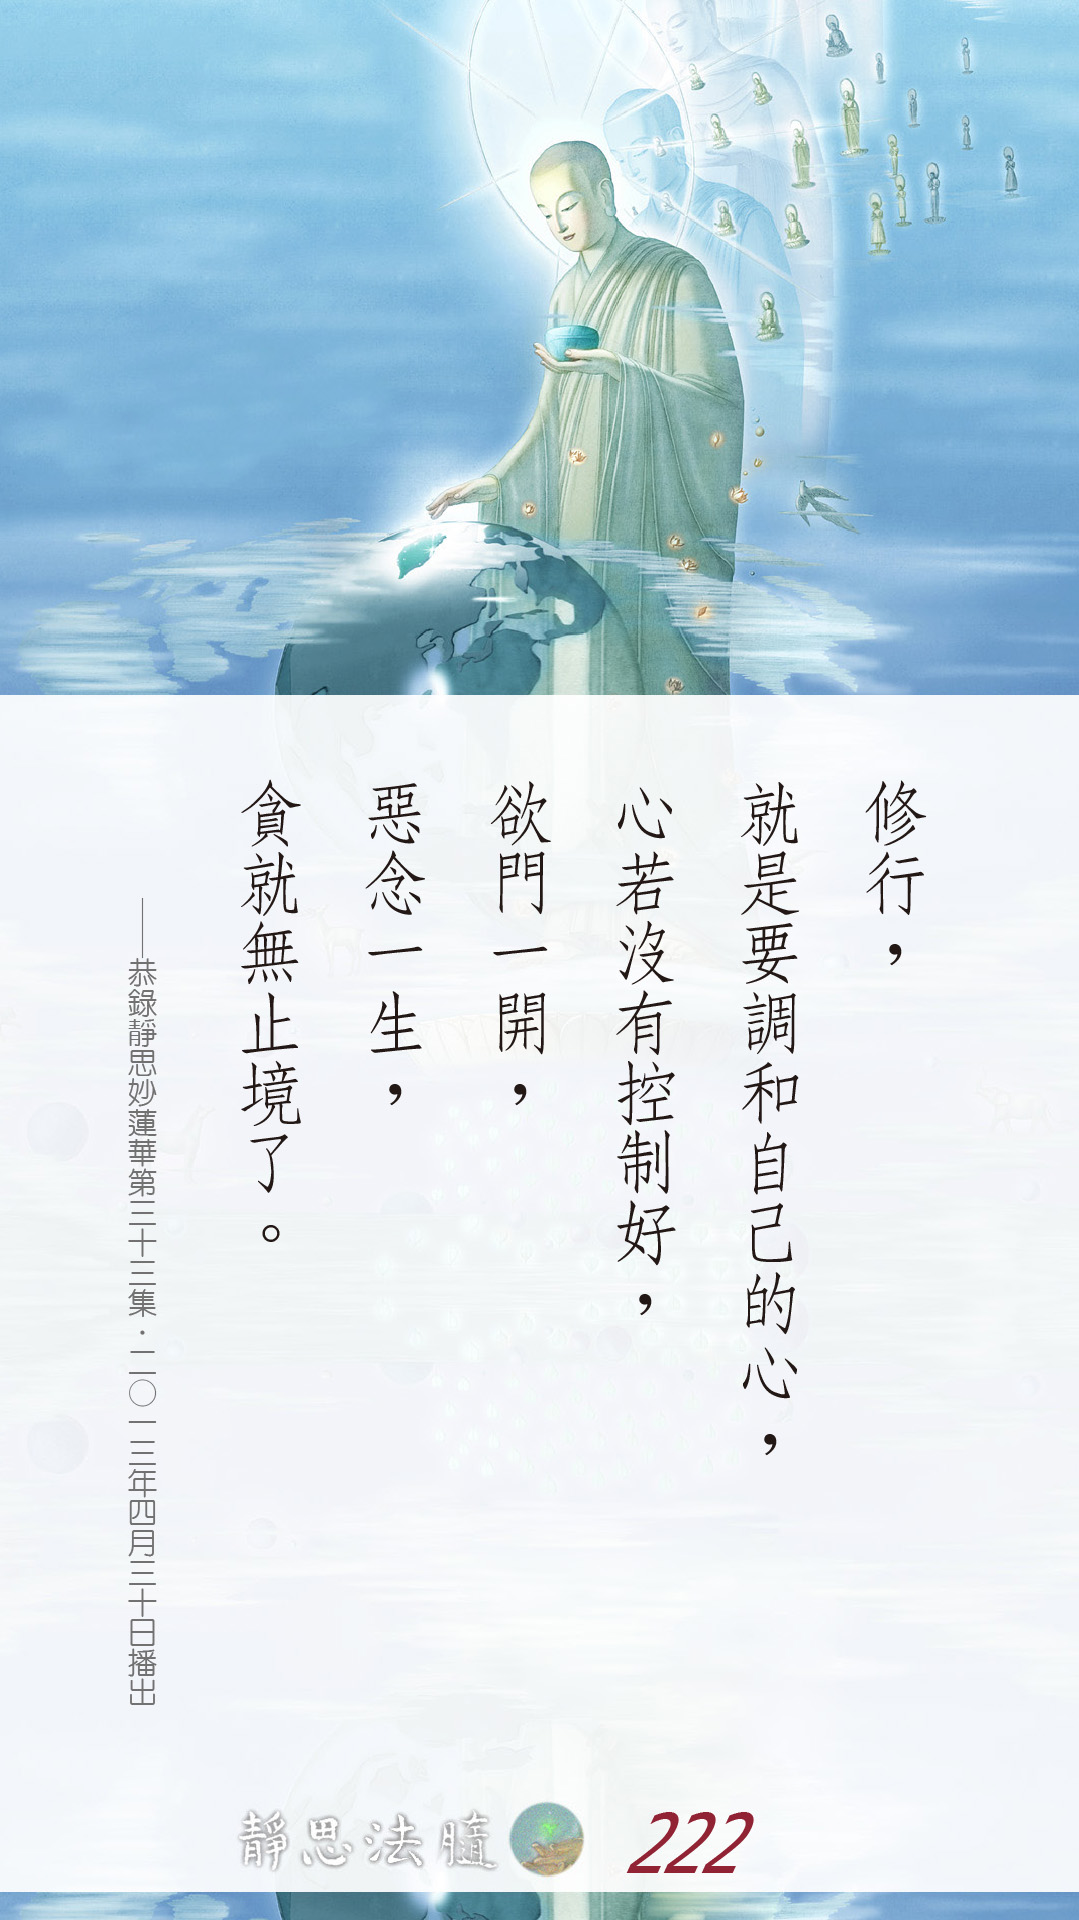 修行，
就是要調和自己的心，
心若沒有控制好，
欲門一開，
惡念一生，
貪就無止境了。
——恭錄靜思妙蓮華第三十三集・二〇一三年四月三十日播出
靜思法髓
222